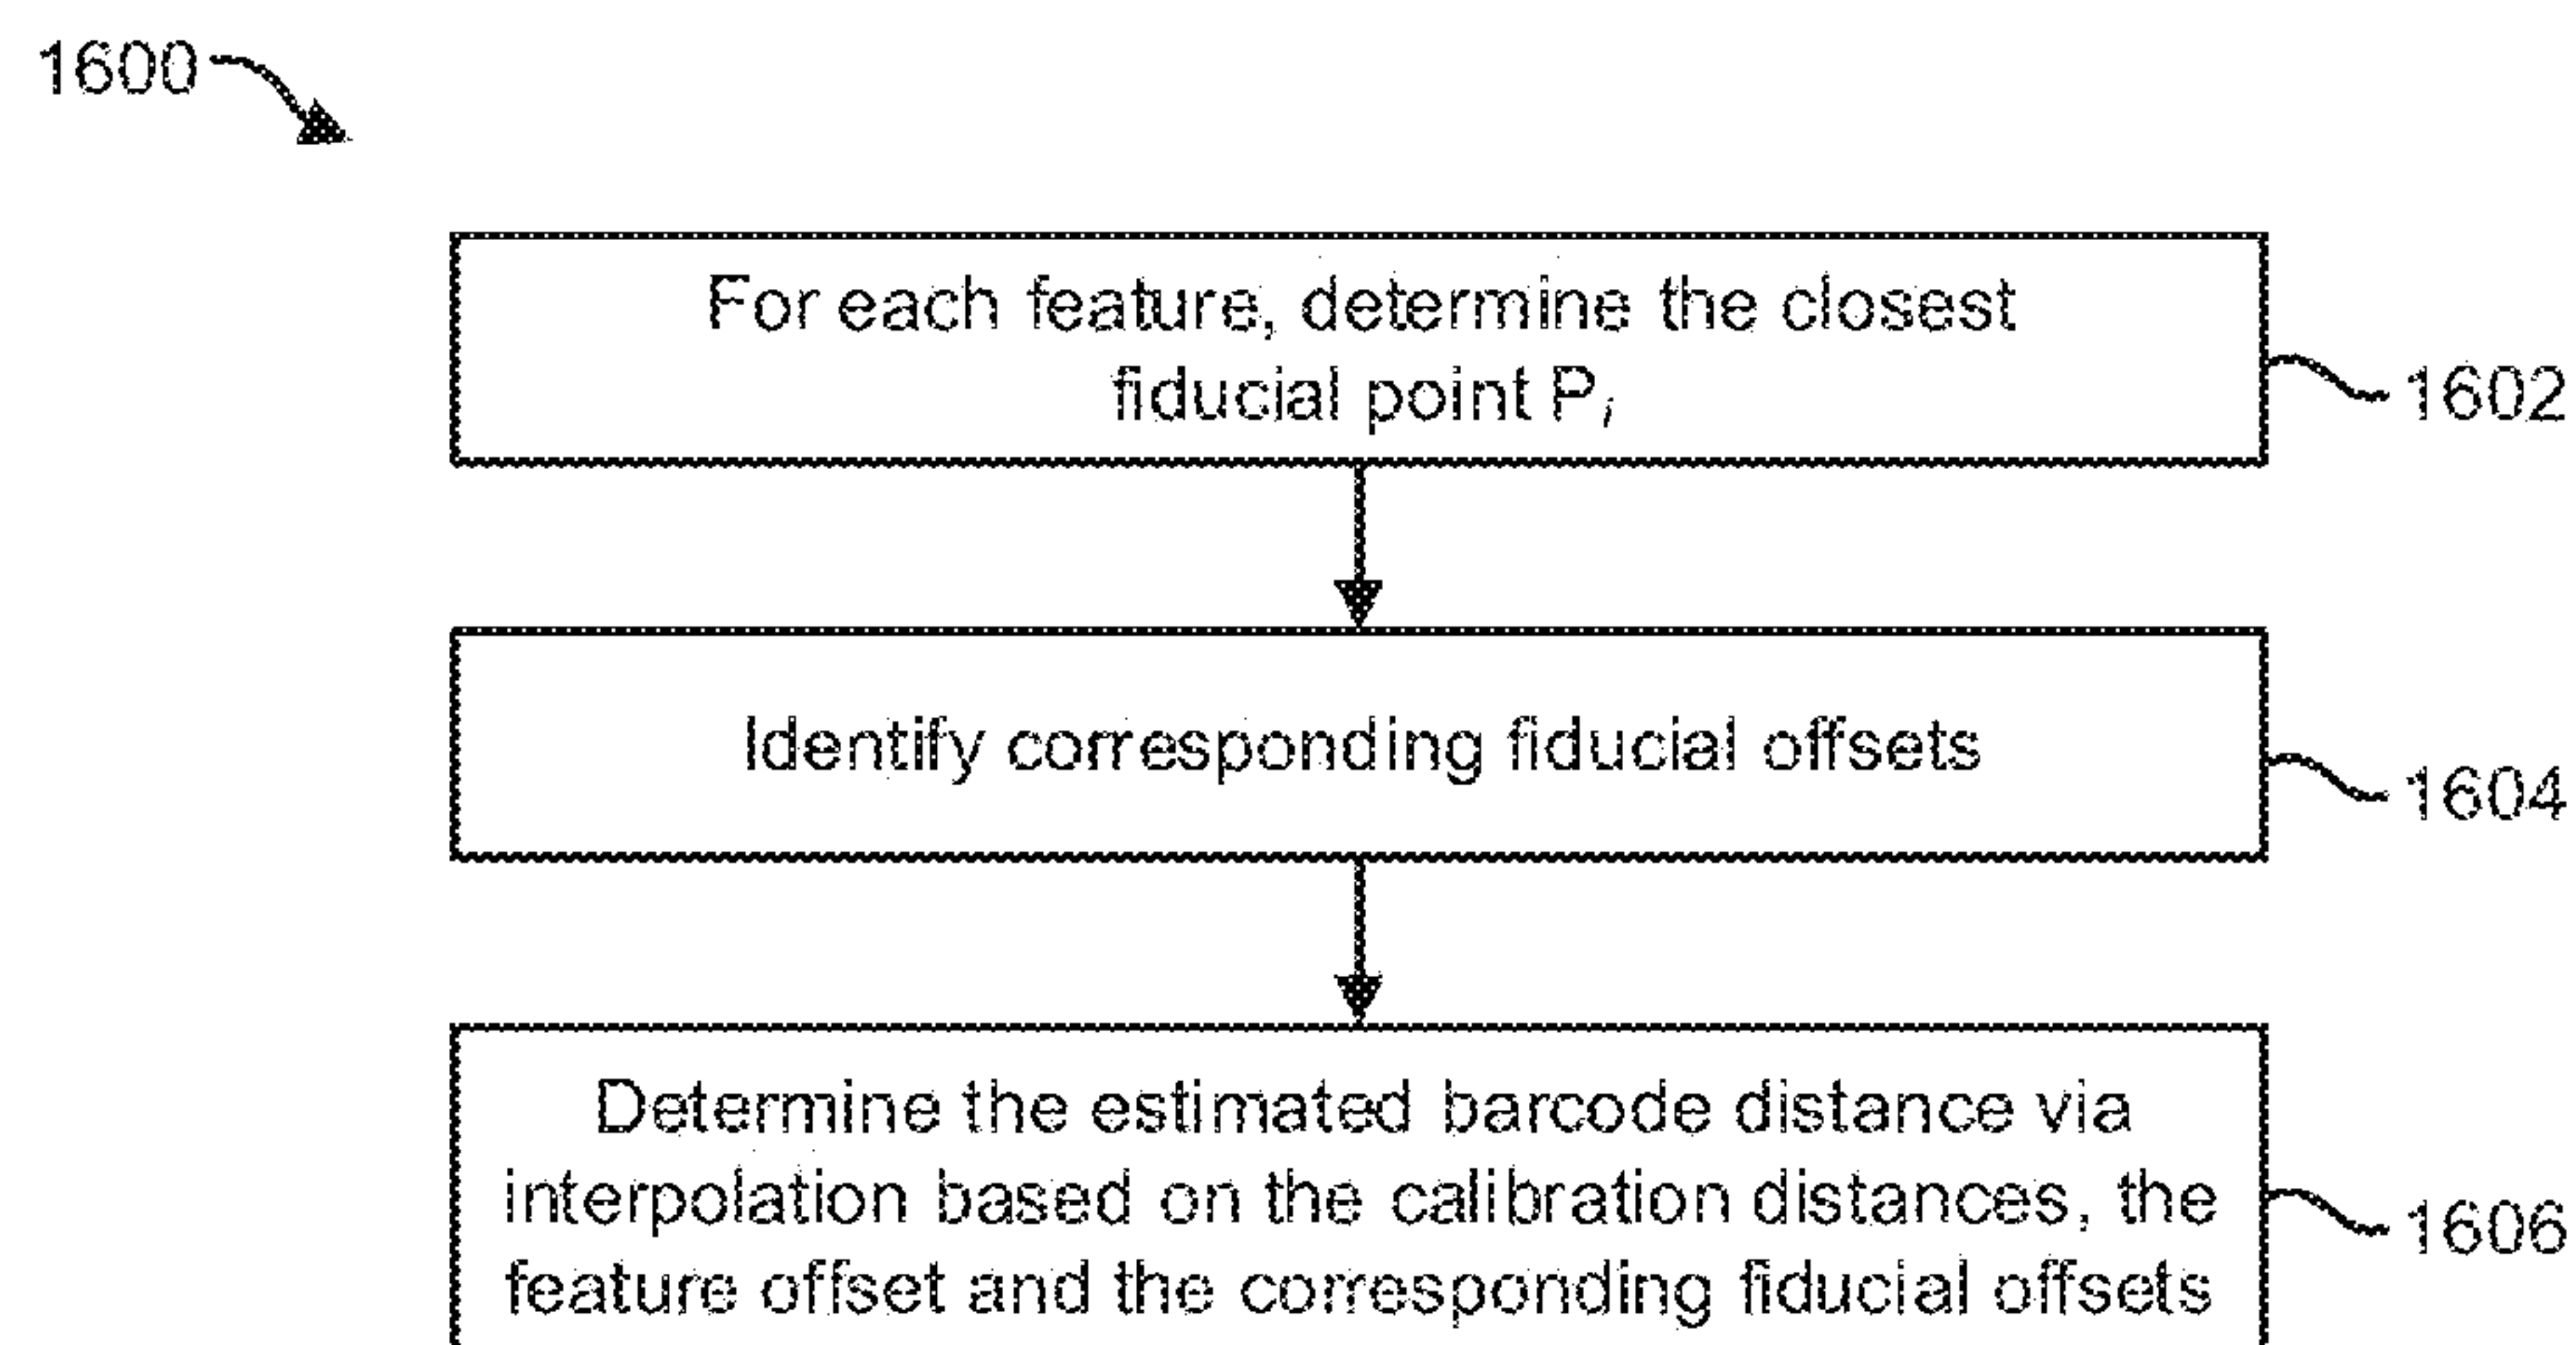 1600
For each feature, determine the closest
fiducial point Pᵢ
1602
Identify corresponding fiducial offsets
1604
Determine the estimated barcode distance via
interpolation based on the calibration distances, the
feature offset and the corresponding fiducial offsets
1606